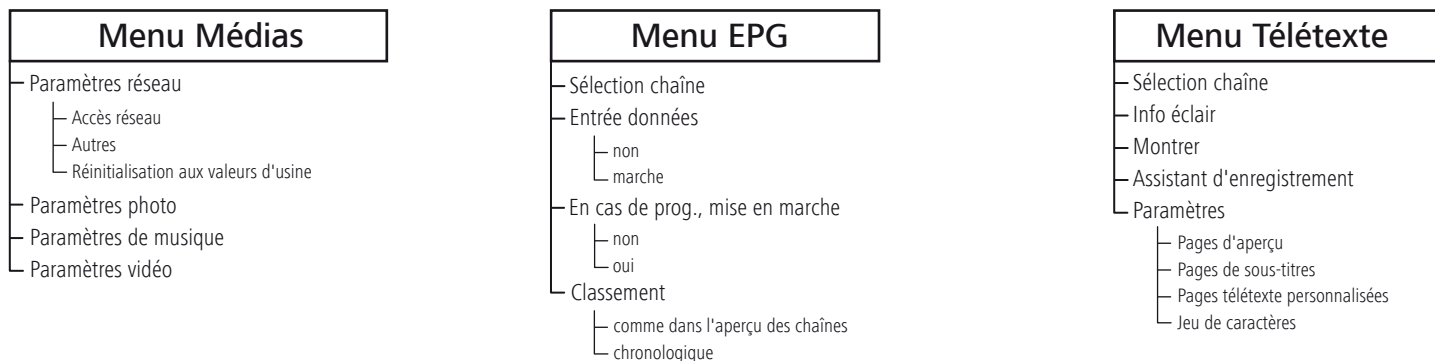 Menu Médias
Paramètres réseau
Accès réseau
Autres
Réinitialisation aux valeurs d'usine
Paramètres photo
Paramètres de musique
Paramètres vidéo
Menu EPG
Sélection chaîne
Entrée données
non
marche
En cas de prog., mise en marche
non
oui
Classement
comme dans l'aperçu des chaînes
chronologique
Menu Télétexte
Sélection chaîne
Info éclair
Montrer
Assistant d'enregistrement
Paramètres
Pages d'aperçu
Pages de sous-titres
Pages télétexte personnalisées
Jeu de caractères